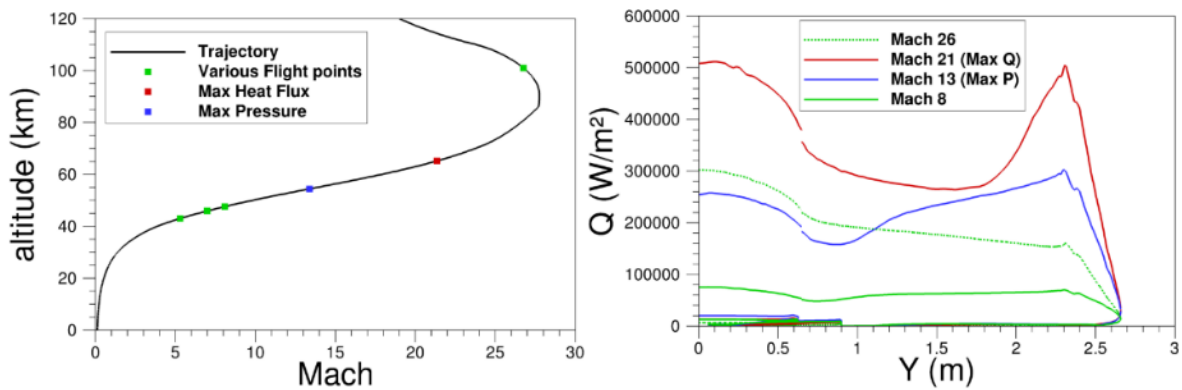 120
100
80
60
40
20
0
altitude (km)
Trajectory
Various Flight points
Max Heat Flux
Max Pressure
0 5 10 15 20 25 30
Mach
600000
500000
400000
300000
200000
100000
0
Q (W/m²)
Mach 26
Mach 21 (Max Q)
Mach 13 (Max P)
Mach 8
0 0.5 1 1.5 2 2.5 3
Y (m)